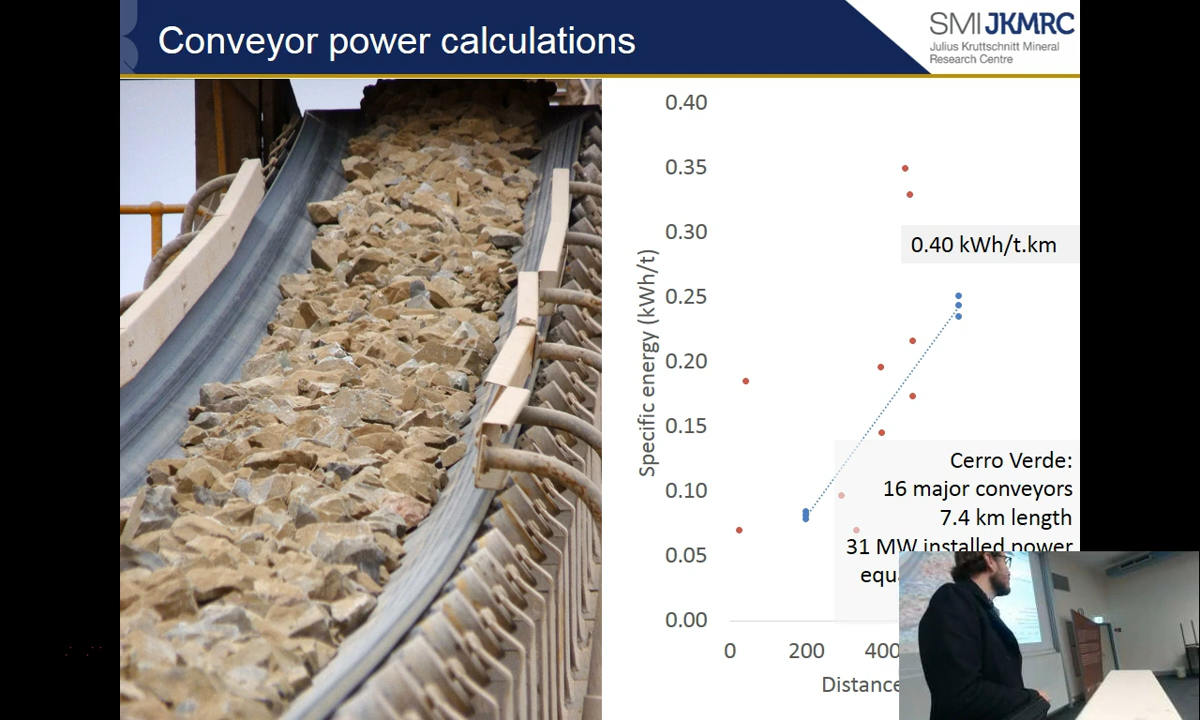 Conveyor power calculations
SMI JKMRC
Julius Kruttschnitt Mineral
Research Centre
0.40
0.35
0.30
0.25
0.20
0.15
0.10
0.05
0.00
Specific energy (kWh/t)
0.40 kWh/t.km
Cerro Verde:
16 major conveyors
7.4 km length
31 MW installed power
0
200
400
Distance